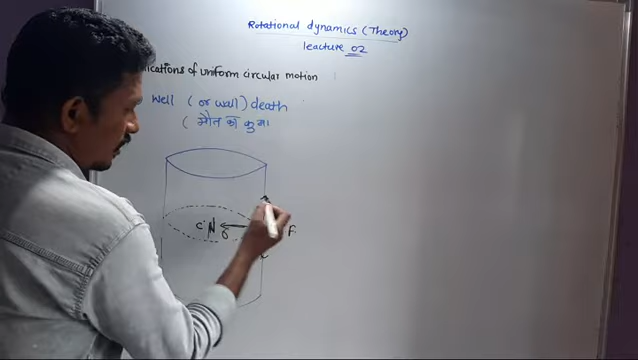 Rotational dynamics (Theory)
leacture 02
ications of uniform circular motion
Well (or wall) death
( मौत को कुआ
C N
F